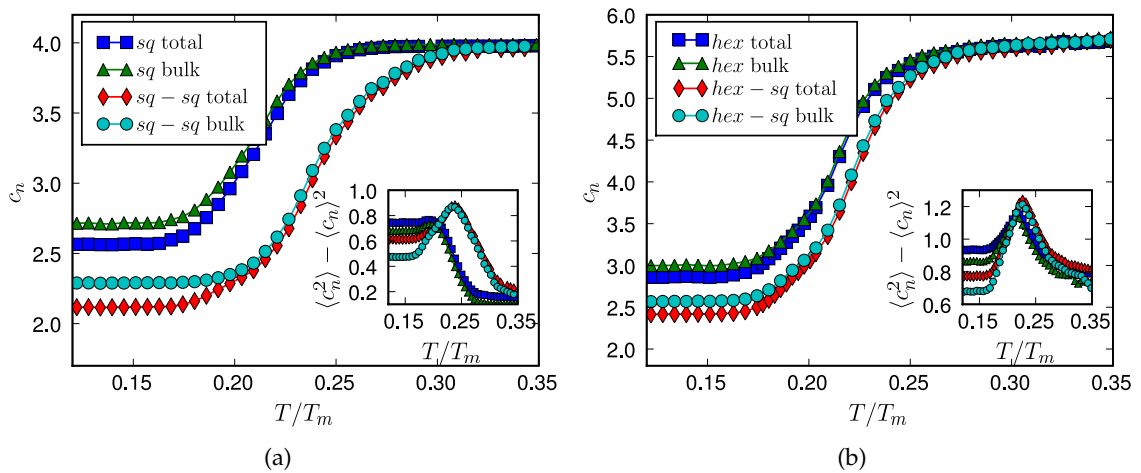 4.0
3.5
3.0
2.5
2.0
c_n
sq total
sq bulk
sq − sq total
sq − sq bulk
1.0
0.8
0.6
0.4
0.2
⟨c_n^2⟩ − ⟨c_n⟩^2
0.15 0.25 0.35
T/T_m
0.15 0.20 0.25 0.30 0.35
T/T_m
(a)
6.0
5.5
5.0
4.5
4.0
3.5
3.0
2.5
2.0
c_n
hex total
hex bulk
hex − sq total
hex − sq bulk
1.2
1.0
0.8
0.6
⟨c_n^2⟩ − ⟨c_n⟩^2
0.15 0.25 0.35
T/T_m
0.15 0.20 0.25 0.30 0.35
T/T_m
(b)